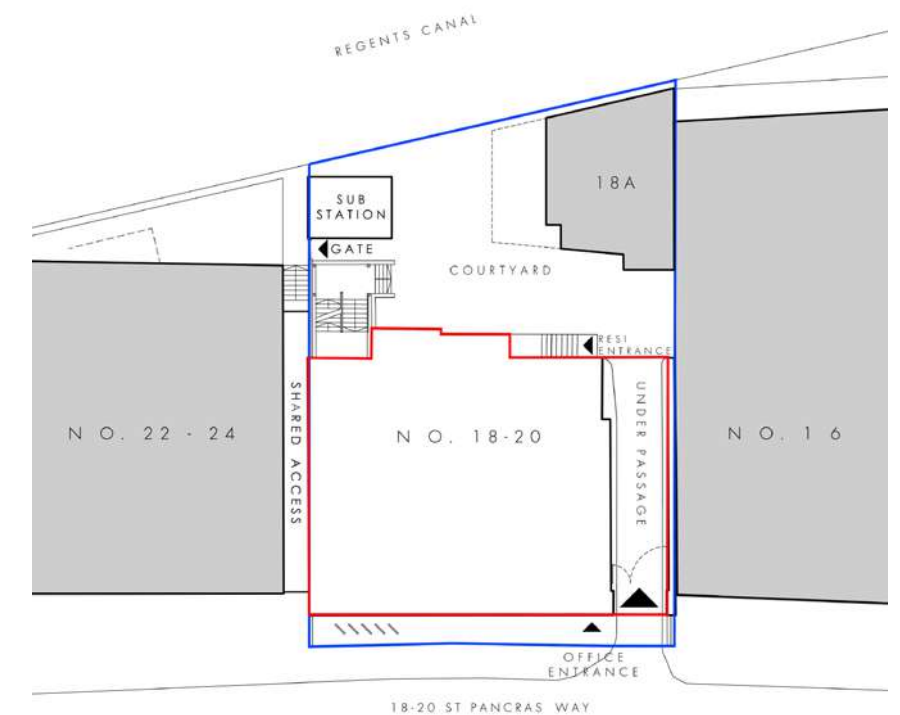 REGENTS CANAL
18A
SUB
STATION
GATE
COURTYARD
RESI
ENTRANCE
SHARED ACCESS
UNDER PASSAGE
N O. 22 - 24
N O. 18-20
N O. 1 6
OFFICE
ENTRANCE
18-20 ST PANCRAS WAY